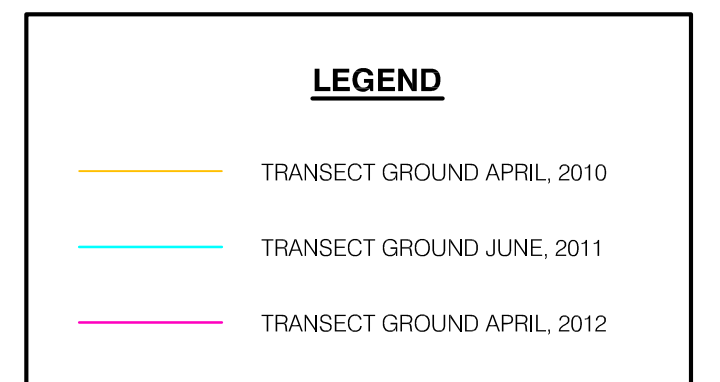 LEGEND
TRANSECT GROUND APRIL, 2010
TRANSECT GROUND JUNE, 2011
TRANSECT GROUND APRIL, 2012